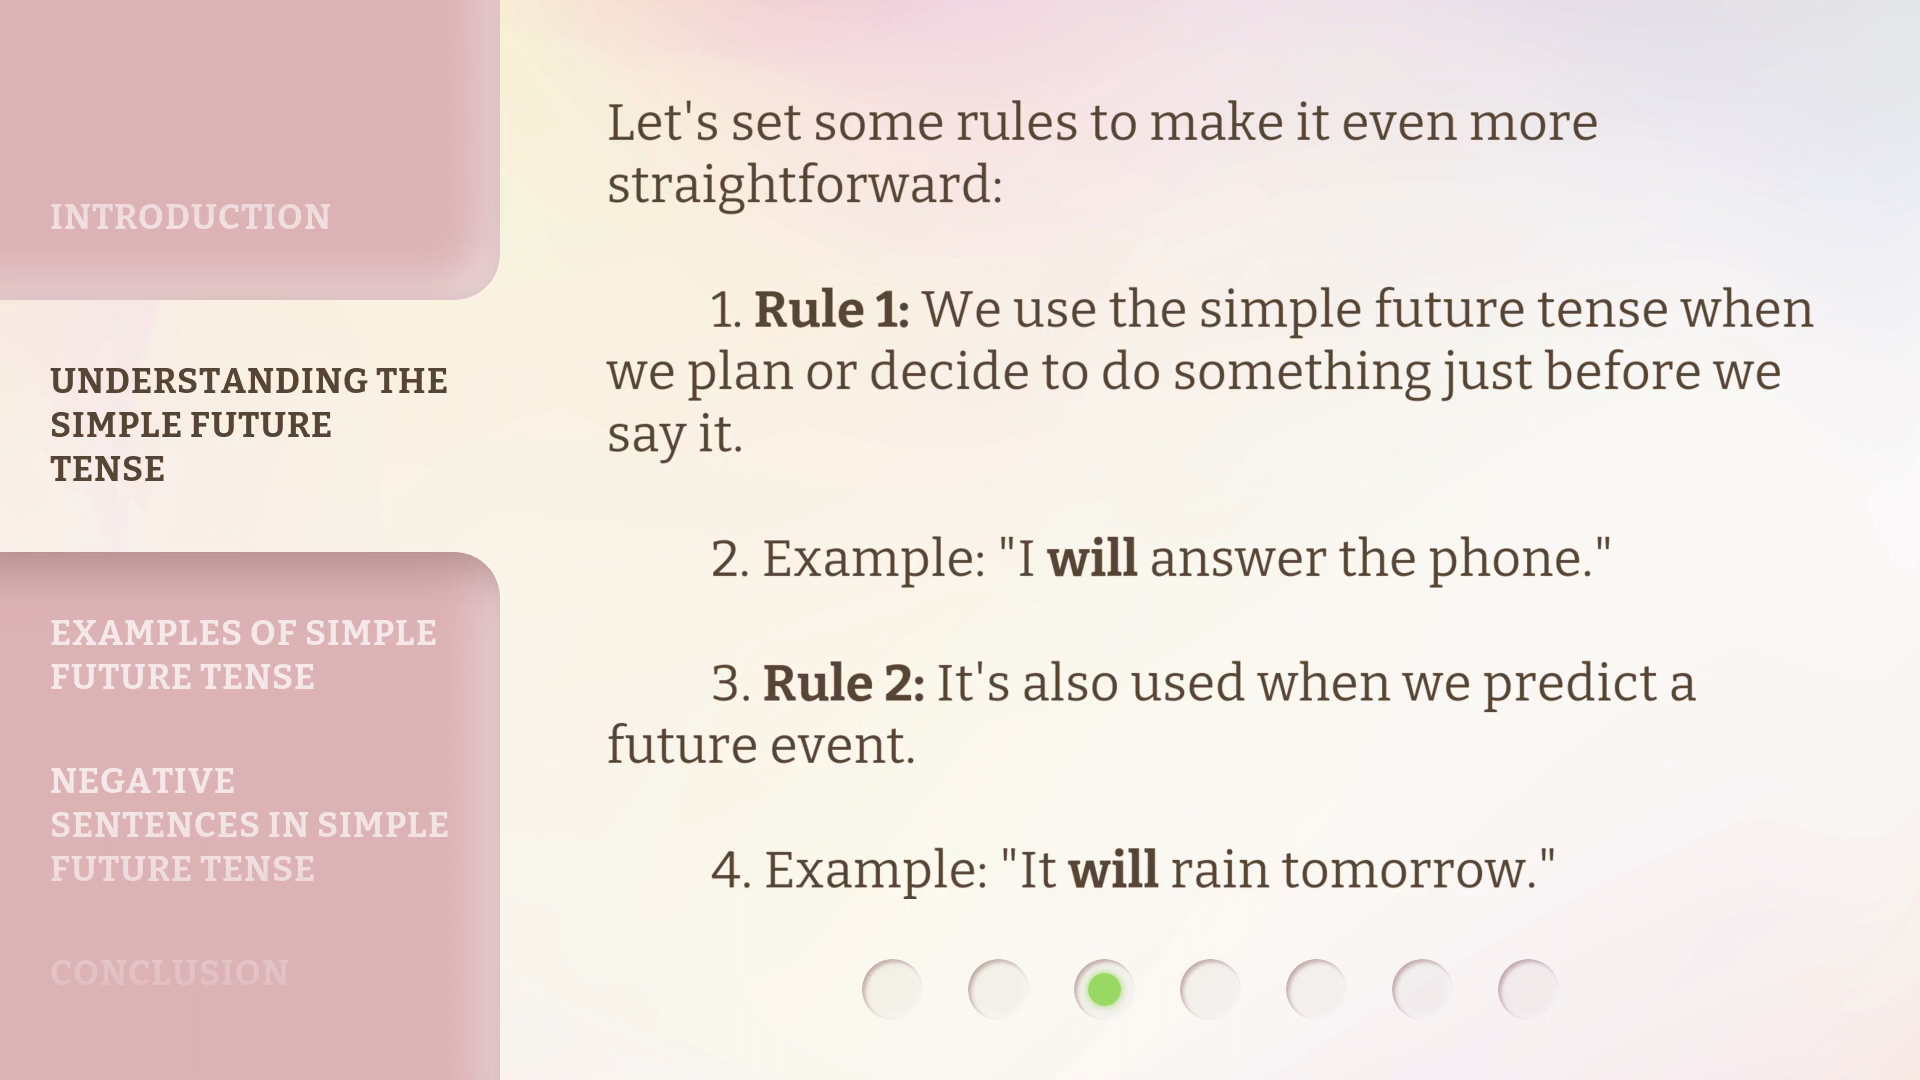 INTRODUCTION
UNDERSTANDING THE
SIMPLE FUTURE
TENSE
EXAMPLES OF SIMPLE
FUTURE TENSE
NEGATIVE
SENTENCES IN SIMPLE
FUTURE TENSE
CONCLUSION
Let's set some rules to make it even more
straightforward:
1. Rule 1: We use the simple future tense when
we plan or decide to do something just before we
say it.
2. Example: "I will answer the phone."
3. Rule 2: It's also used when we predict a
future event.
4. Example: "It will rain tomorrow."